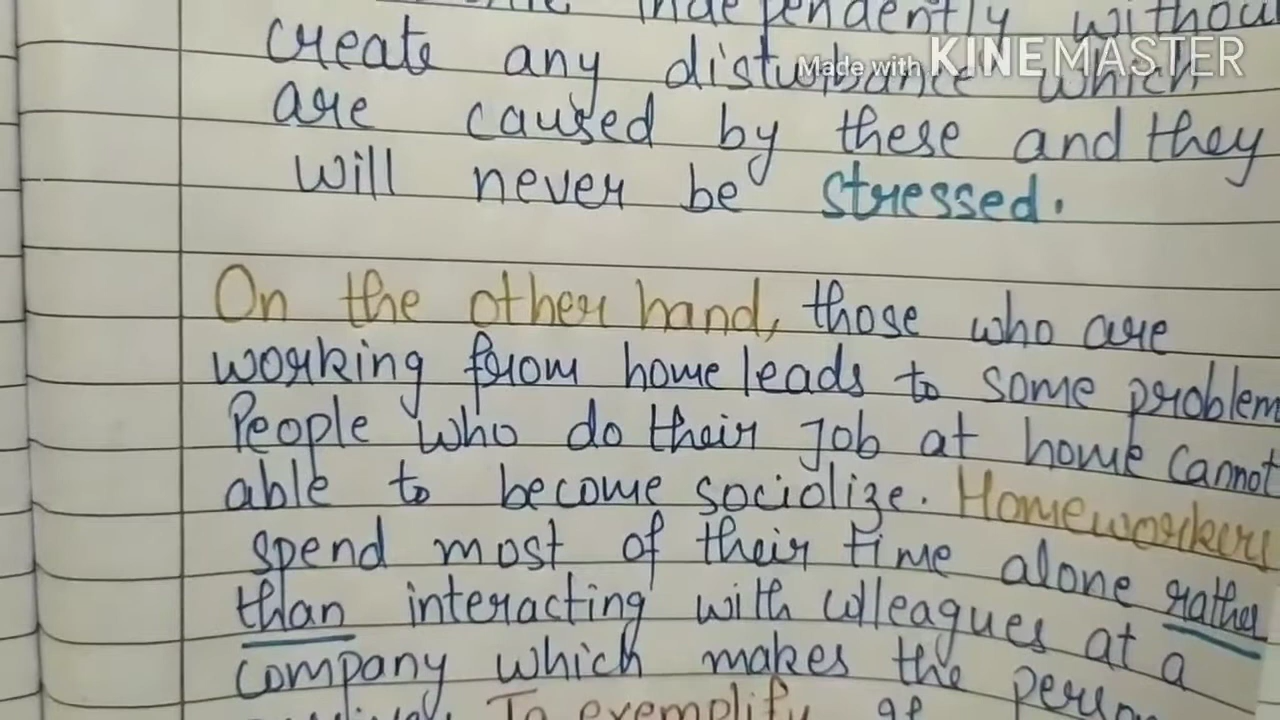 independently withou
create any disturbance which
Made with KINEMASTER
are caused by these and they
will never be stressed.
On the other hand, those who are
working from home leads to some problem
People who do their job at home cannot
able to become sociolize. Homeworkers
spend most of their time alone rather
than interacting with colleagues at a
company which makes the person
To exemplify